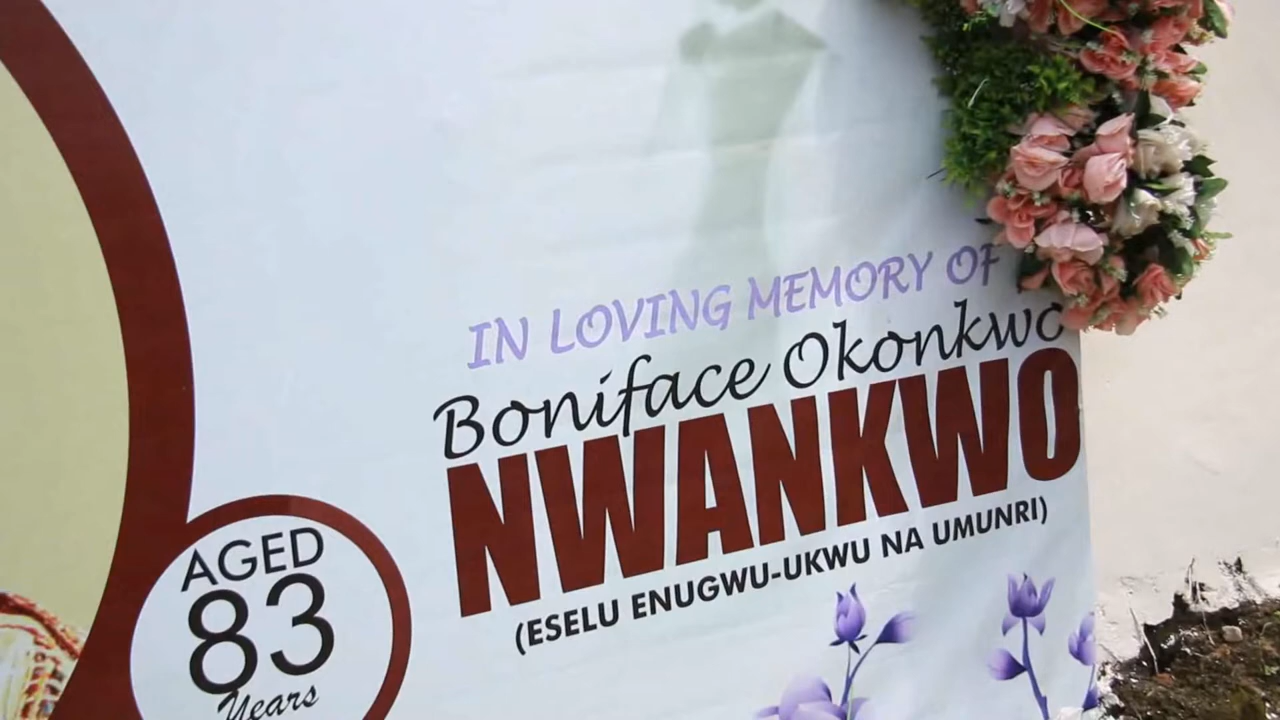 IN LOVING MEMORY OF
Boniface Okonkwo
NWANKWO
(ESELU ENUGWU-UKWU NA UMUNRI)
AGED
83
Years